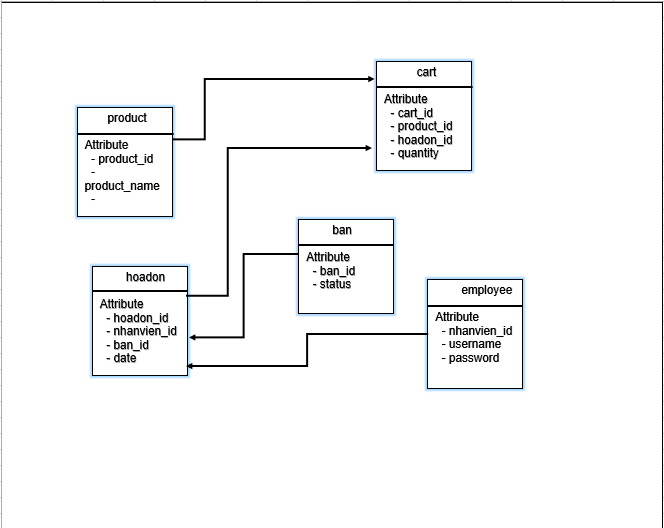 cart
Attribute
- cart_id
- product_id
- hoadon_id
- quantity
product
Attribute
- product_id
-
product_name
-
ban
Attribute
- ban_id
- status
hoadon
Attribute
- hoadon_id
- nhanvien_id
- ban_id
- date
employee
Attribute
- nhanvien_id
- username
- password